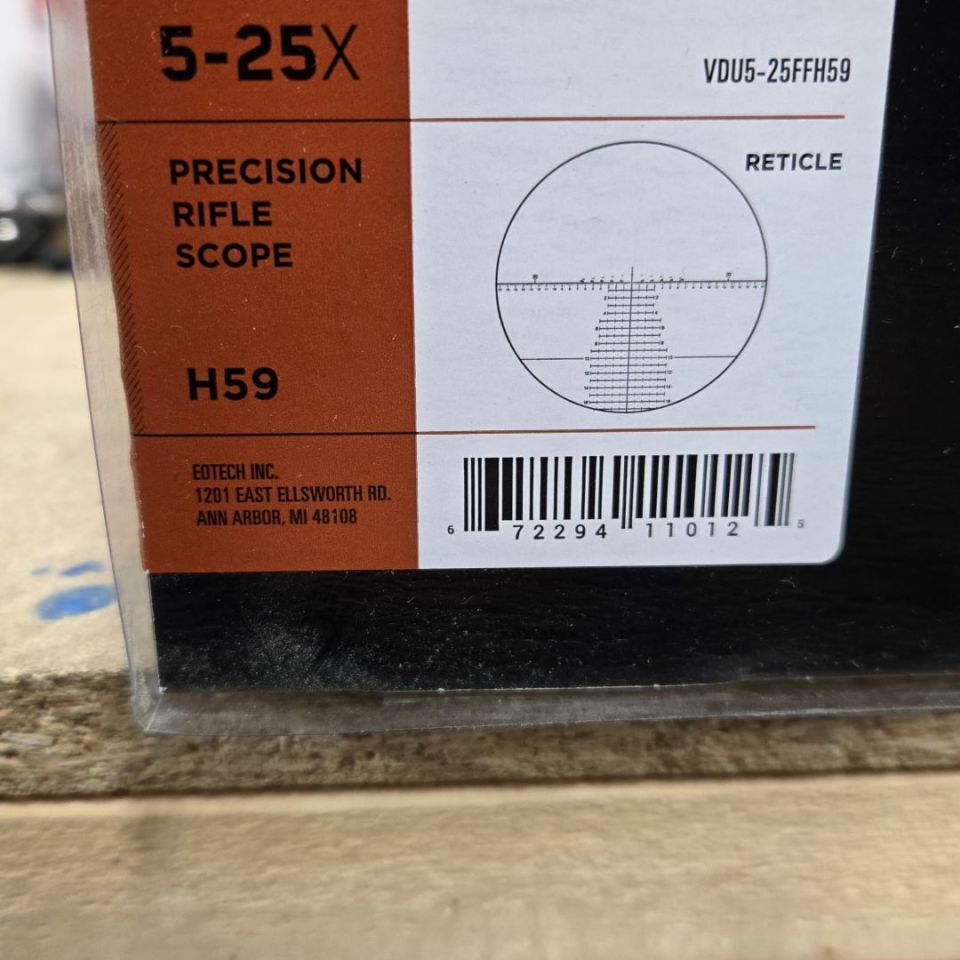 5-25X
VDU5-25FFH59
PRECISION
RIFLE
SCOPE
RETICLE
H59
EOTECH INC.
1201 EAST ELLSWORTH RD.
ANN ARBOR, MI 48108
6 72294 11012 5